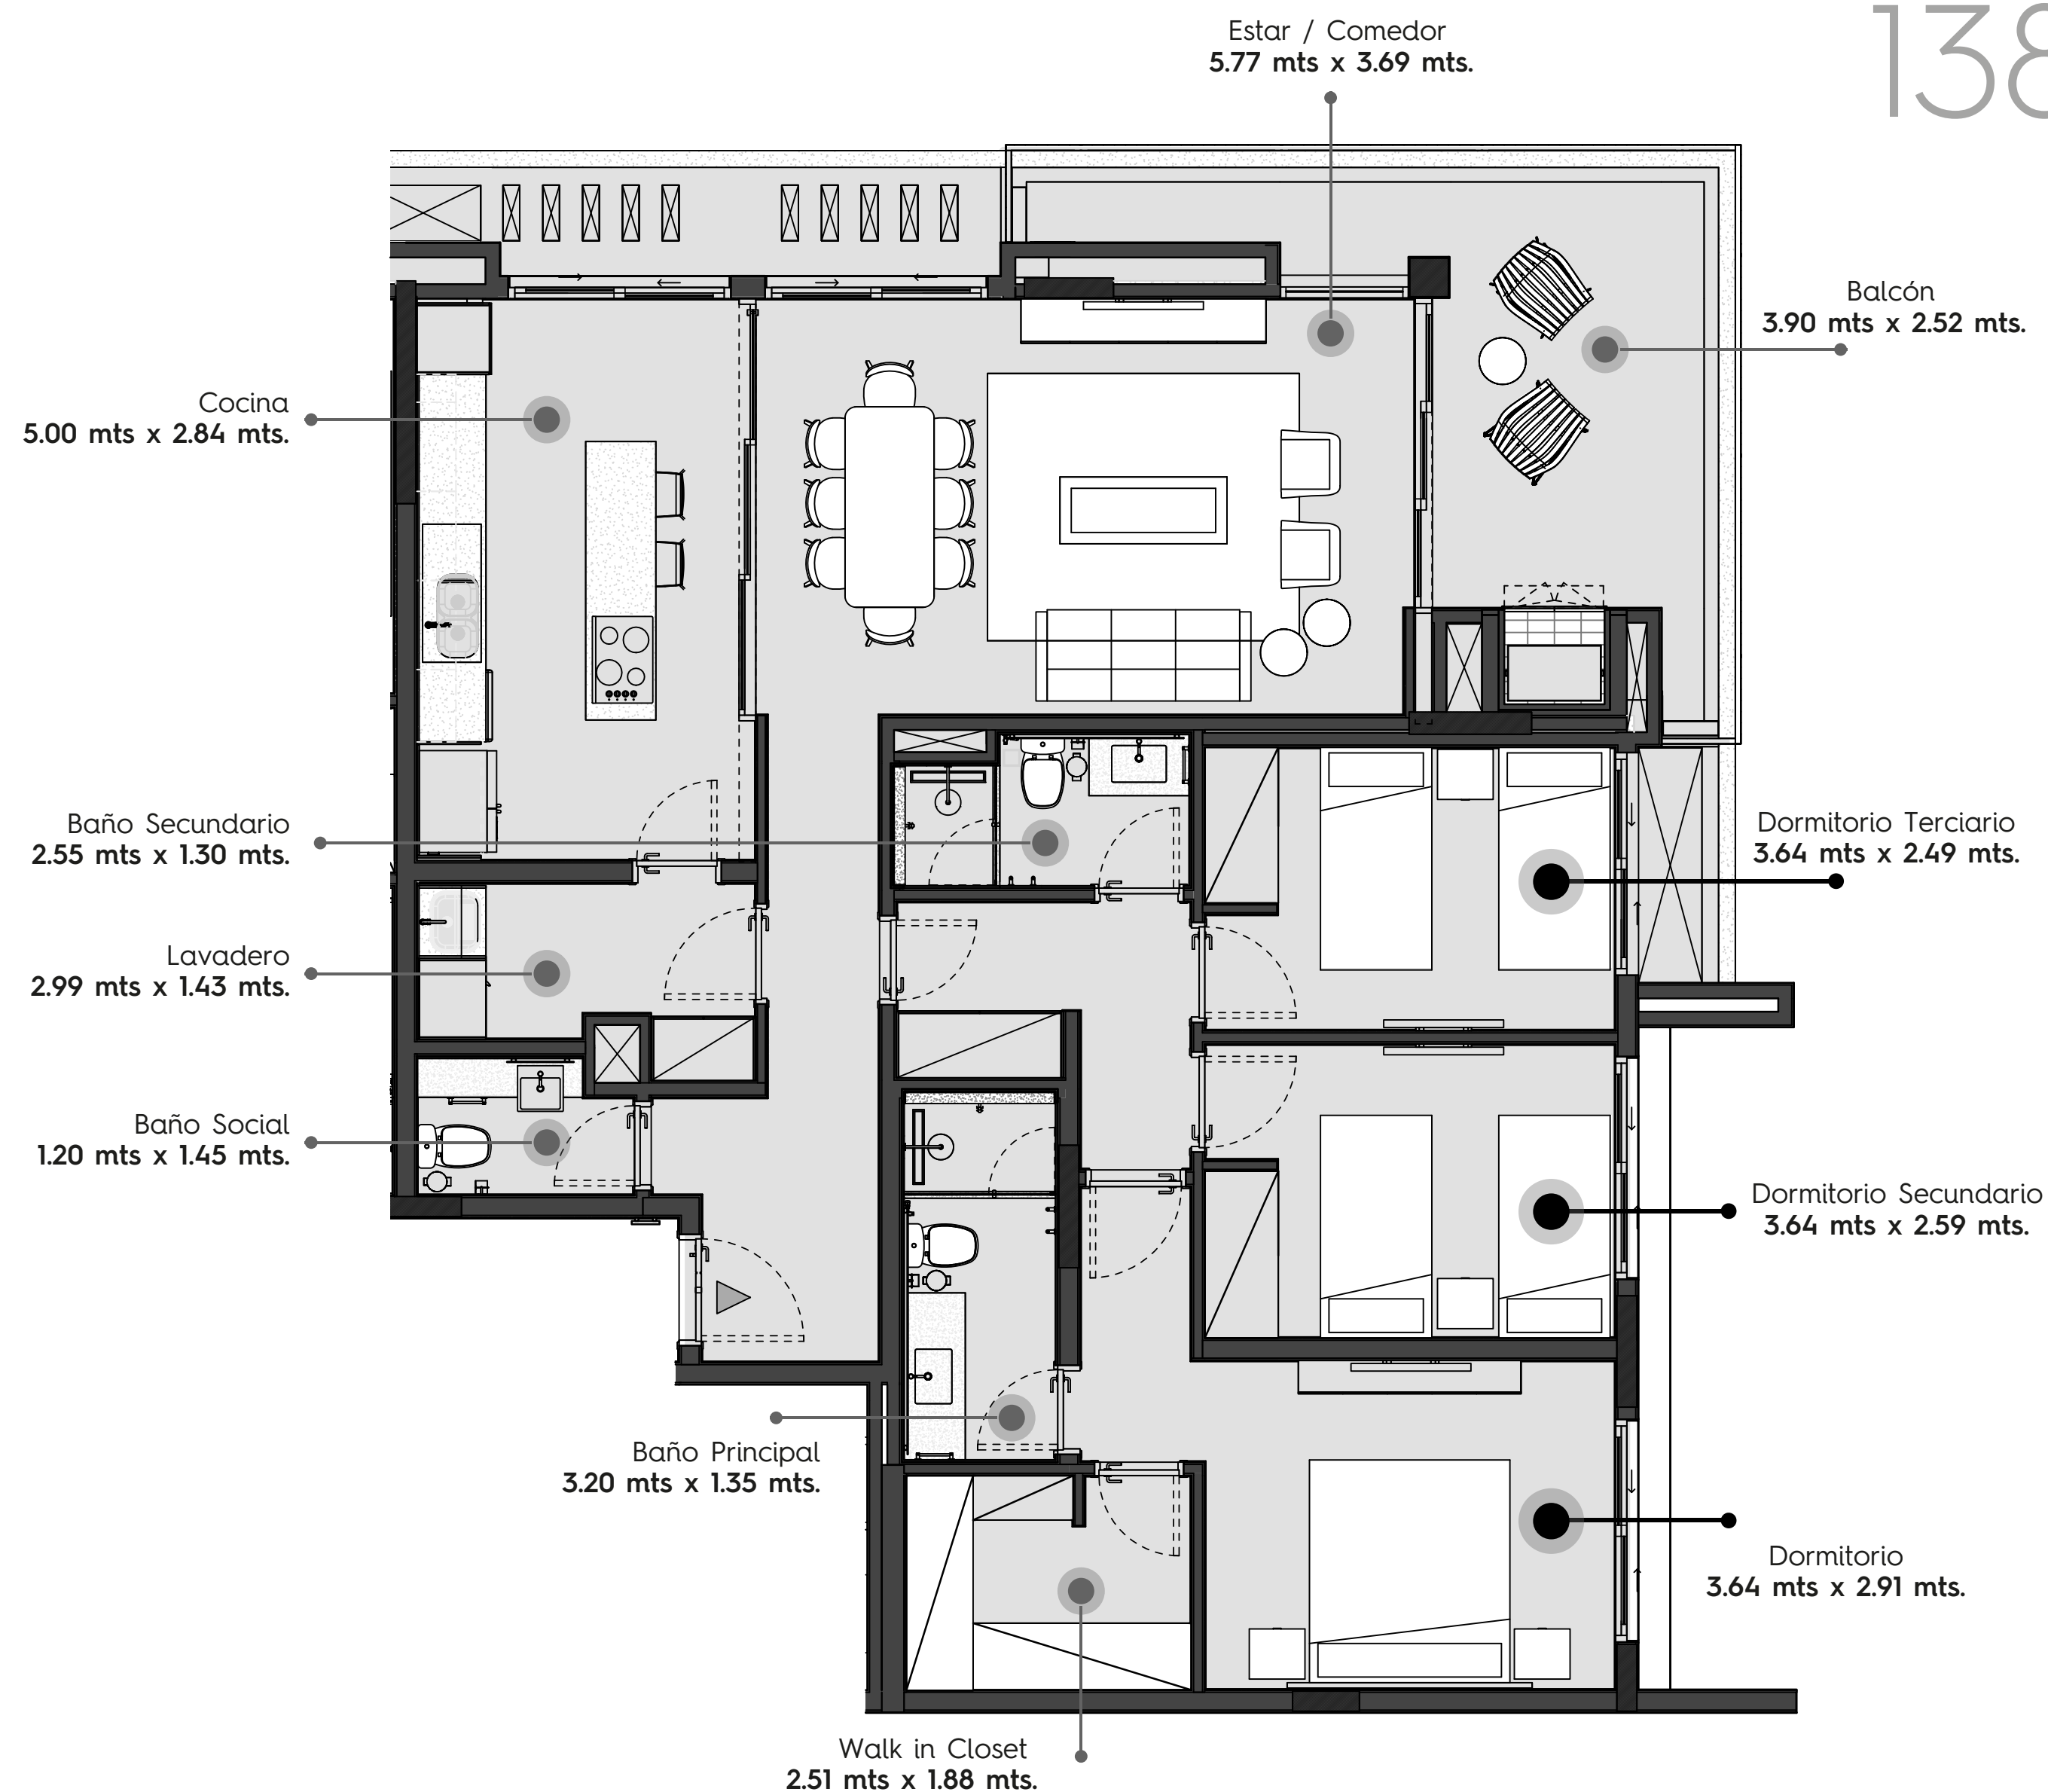 138
Estar / Comedor
5.77 mts x 3.69 mts.
Balcón
3.90 mts x 2.52 mts.
Cocina
5.00 mts x 2.84 mts.
Baño Secundario
2.55 mts x 1.30 mts.
Dormitorio Terciario
3.64 mts x 2.49 mts.
Lavadero
2.99 mts x 1.43 mts.
Baño Social
1.20 mts x 1.45 mts.
Dormitorio Secundario
3.64 mts x 2.59 mts.
Baño Principal
3.20 mts x 1.35 mts.
Dormitorio
3.64 mts x 2.91 mts.
Walk in Closet
2.51 mts x 1.88 mts.